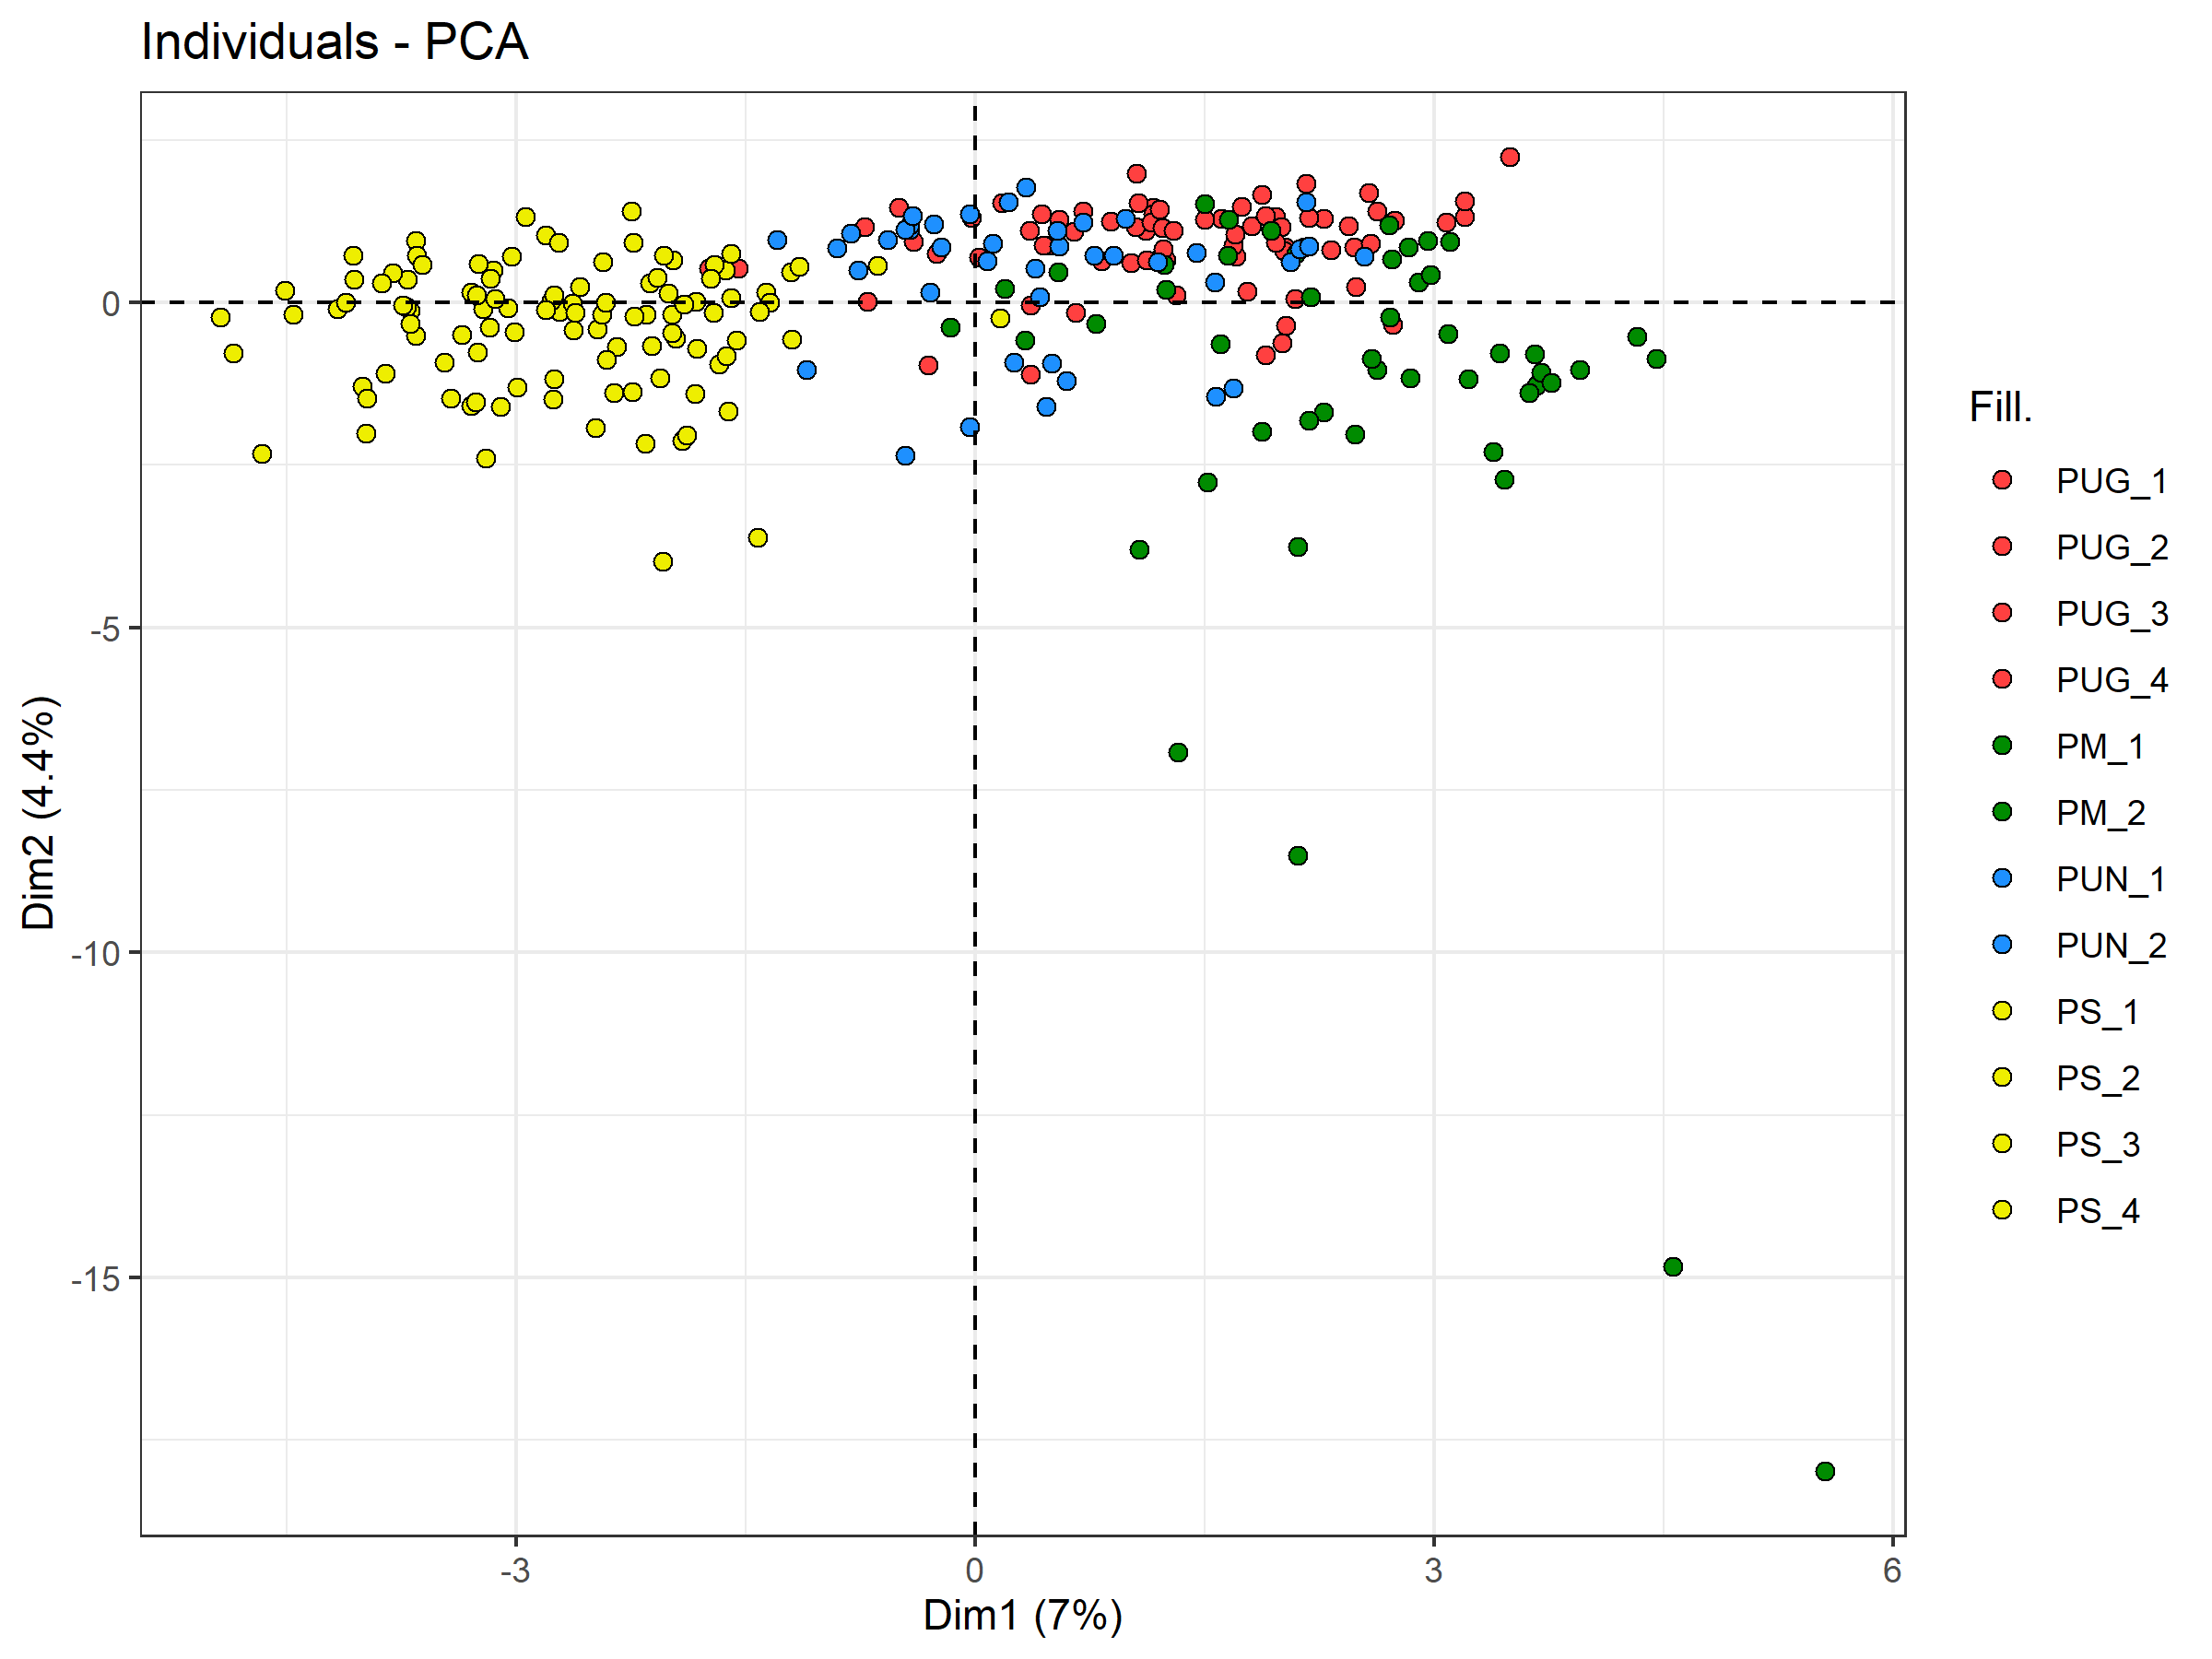 Individuals - PCA
0
-5
-10
-15
Dim2 (4.4%)
-3
0
3
6
Dim1 (7%)
Fill.
PUG_1
PUG_2
PUG_3
PUG_4
PM_1
PM_2
PUN_1
PUN_2
PS_1
PS_2
PS_3
PS_4